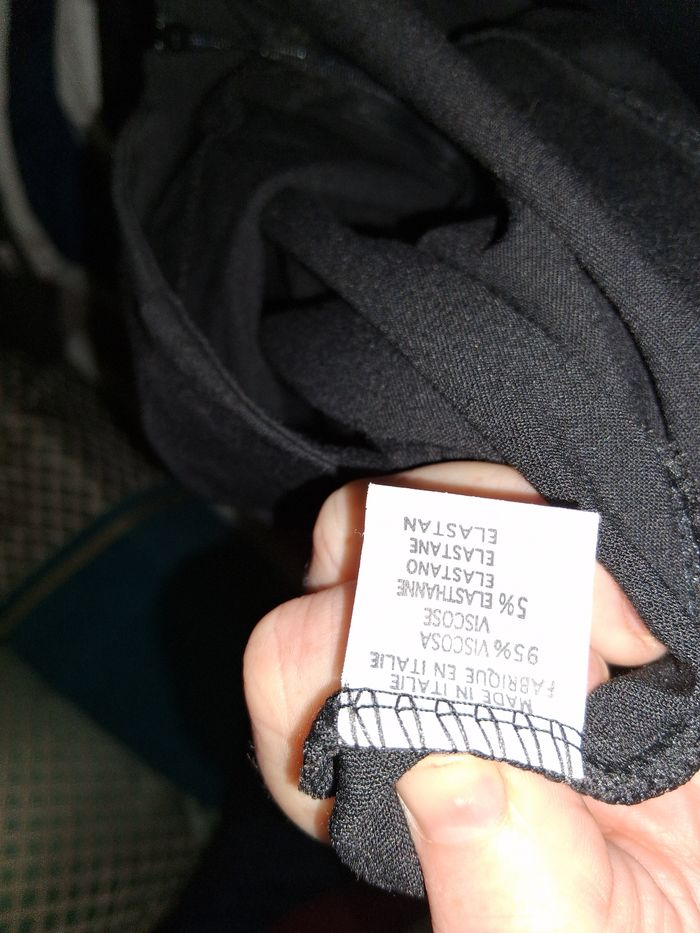 MADE IN ITALIE
FABRIQUE EN ITALIE
95% VISCOSA
VISCOSE
5% ELASTHANNE
ELASTANO
ELASTANE
ELASTAN